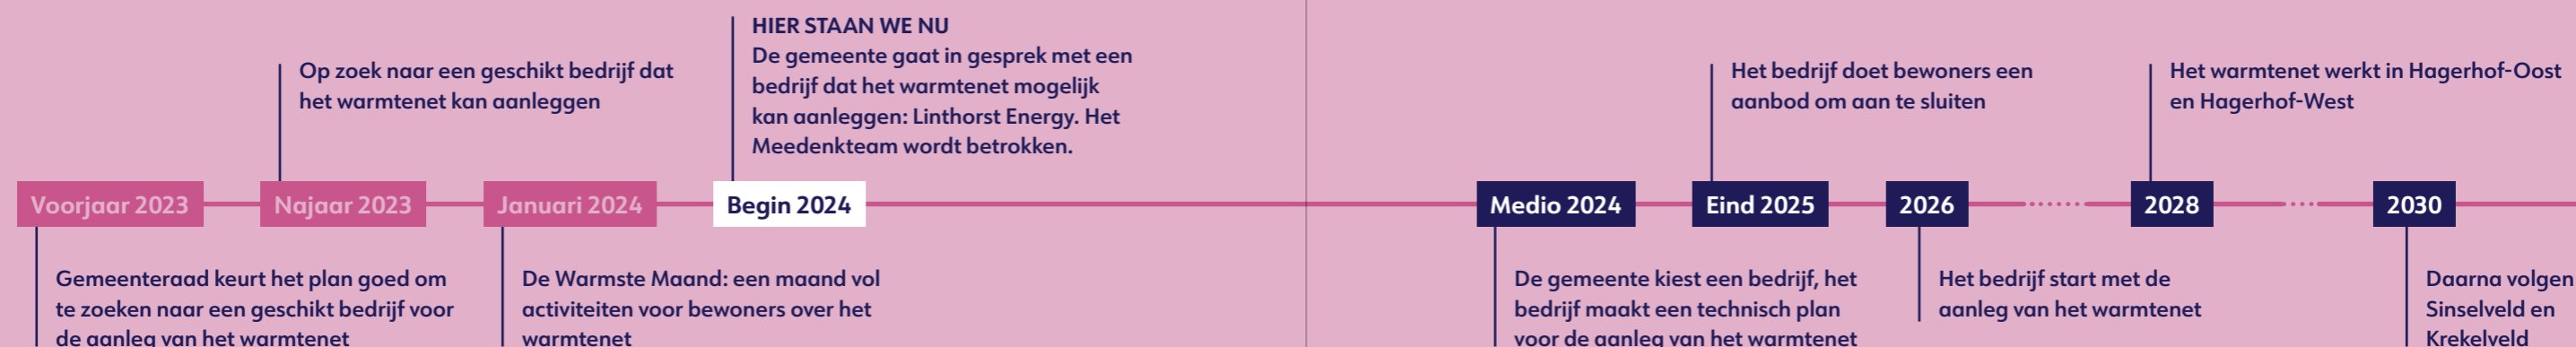 HIER STAAN WE NU
De gemeente gaat in gesprek met een
bedrijf dat het warmtenet mogelijk
kan aanleggen: Linthorst Energy. Het
Meedenkteam wordt betrokken.
Op zoek naar een geschikt bedrijf dat
het warmtenet kan aanleggen
Het bedrijf doet bewoners een
aanbod om aan te sluiten
Het warmtenet werkt in Hagerhof-Oost
en Hagerhof-West
Voorjaar 2023
Najaar 2023
Januari 2024
Begin 2024
Medio 2024
Eind 2025
2026
2028
2030
Gemeenteraad keurt het plan goed om
te zoeken naar een geschikt bedrijf voor
de aanleg van het warmtenet
De Warmste Maand: een maand vol
activiteiten voor bewoners over het
warmtenet
De gemeente kiest een bedrijf, het
bedrijf maakt een technisch plan
voor de aanleg van het warmtenet
Het bedrijf start met de
aanleg van het warmtenet
Daarna volgen
Sinselveld en
Krekelveld